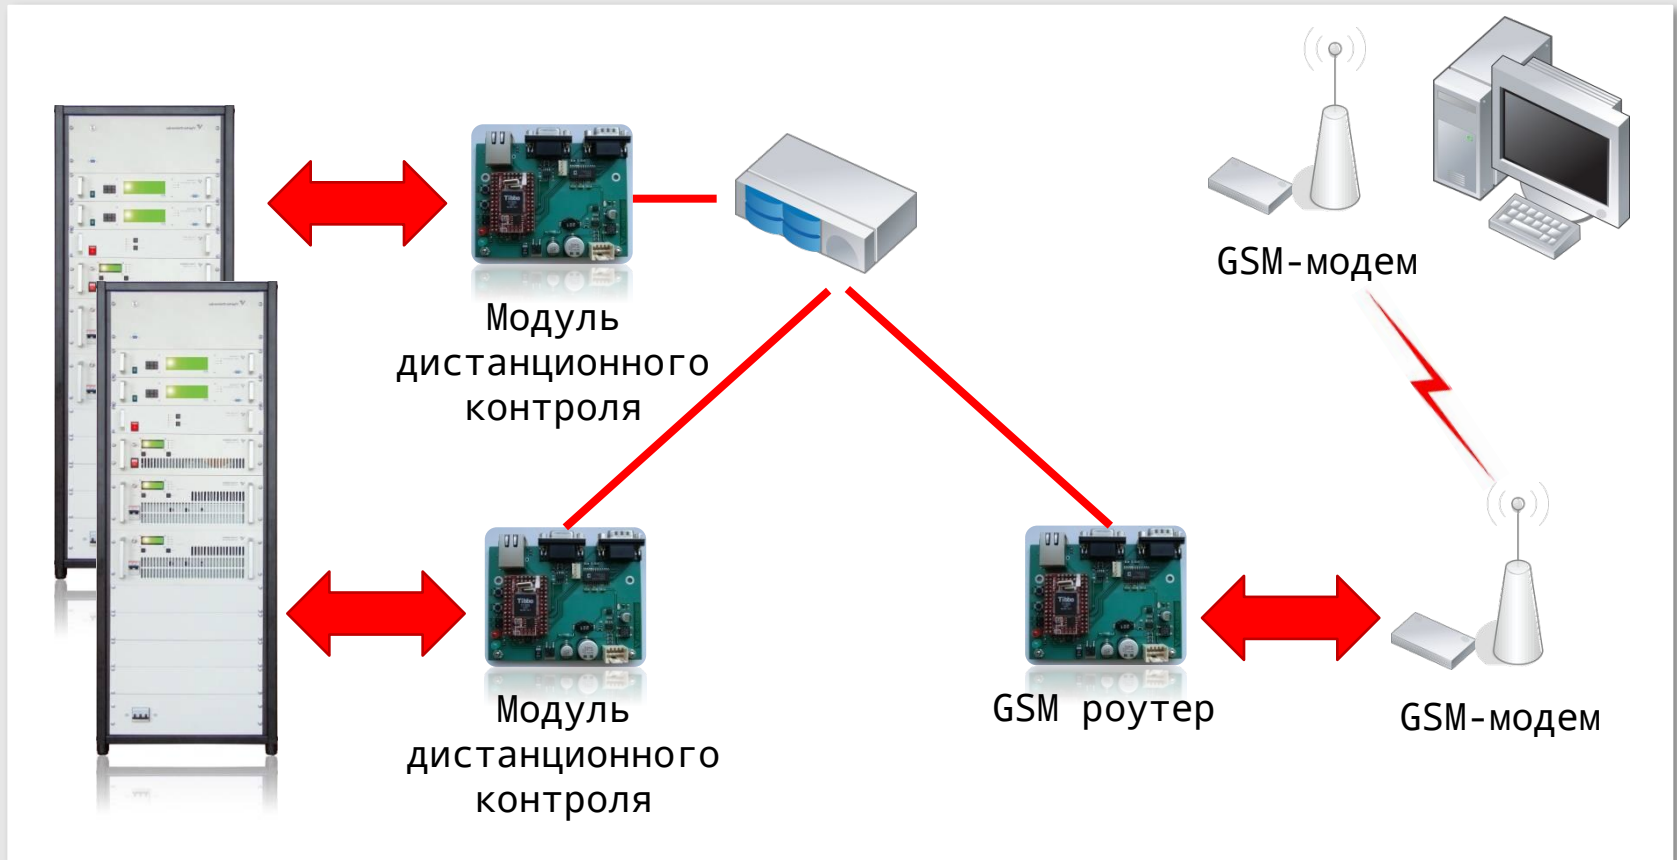 GSM-модем
Модуль
дистанционного
контроля
Модуль
дистанционного
контроля
GSM роутер
GSM-модем